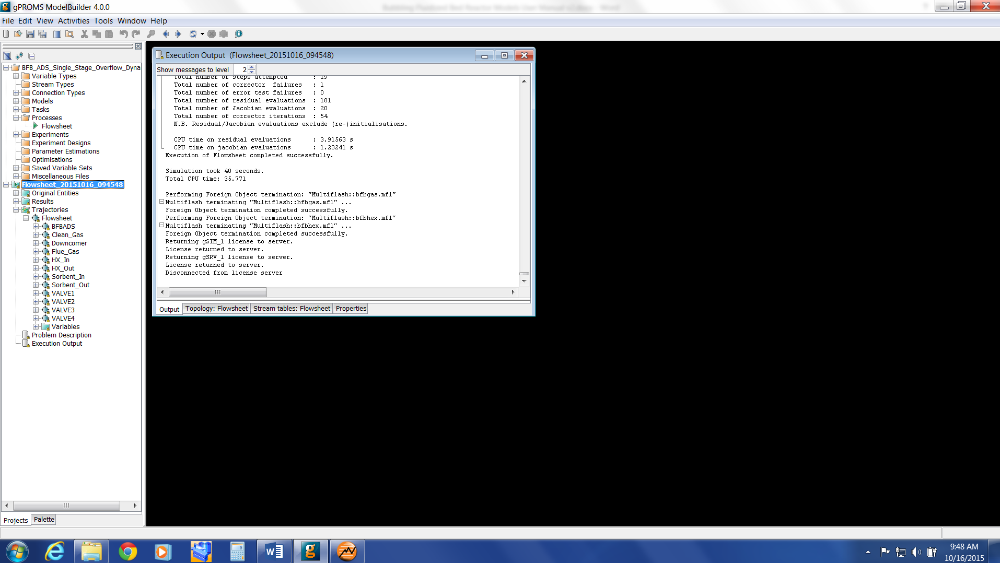 gPROMS ModelBuilder 4.0.0
File Edit View Activities Tools Window Help
BFB_ADS_Single_Stage_Overflow_Dyna
Variable Types
Stream Types
Connection Types
Models
Tasks
Processes
Flowsheet
Experiments
Experiment Designs
Parameter Estimations
Optimisations
Saved Variable Sets
Miscellaneous Files
Flowsheet_20151016_094548
Original Entities
Results
Trajectories
Flowsheet
BFBADS
Clean_Gas
Downcomer
Flue_Gas
HX_In
HX_Out
Sorbent_In
Sorbent_Out
VALVE1
VALVE2
VALVE3
VALVE4
Variables
Problem Description
Execution Output
Projects Palette
Execution Output (Flowsheet_20151016_094548)
Show messages to level 2
Total number of steps attempted : 19
Total number of corrector failures : 1
Total number of error test failures : 0
Total number of residual evaluations : 181
Total number of Jacobian evaluations : 20
Total number of corrector iterations : 54
N.B. Residual/Jacobian evaluations exclude (re-)initialisations.
CPU time on residual evaluations : 3.91563 s
CPU time on jacobian evaluations : 1.23241 s
Execution of Flowsheet completed successfully.
Simulation took 40 seconds.
Total CPU time: 35.771
Performing Foreign Object termination: "Multiflash::bfbgas.mfl"
Multiflash terminating "Multiflash::bfbgas.mfl" ...
Foreign Object termination completed successfully.
Performing Foreign Object termination: "Multiflash::bfbhex.mfl"
Multiflash terminating "Multiflash::bfbhex.mfl" ...
Foreign Object termination completed successfully.
Returning gSIM_1 license to server.
License returned to server.
Returning gSRV_1 license to server.
License returned to server.
Disconnected from license server
Output Topology: Flowsheet Stream tables: Flowsheet Properties
9:48 AM
10/16/2015